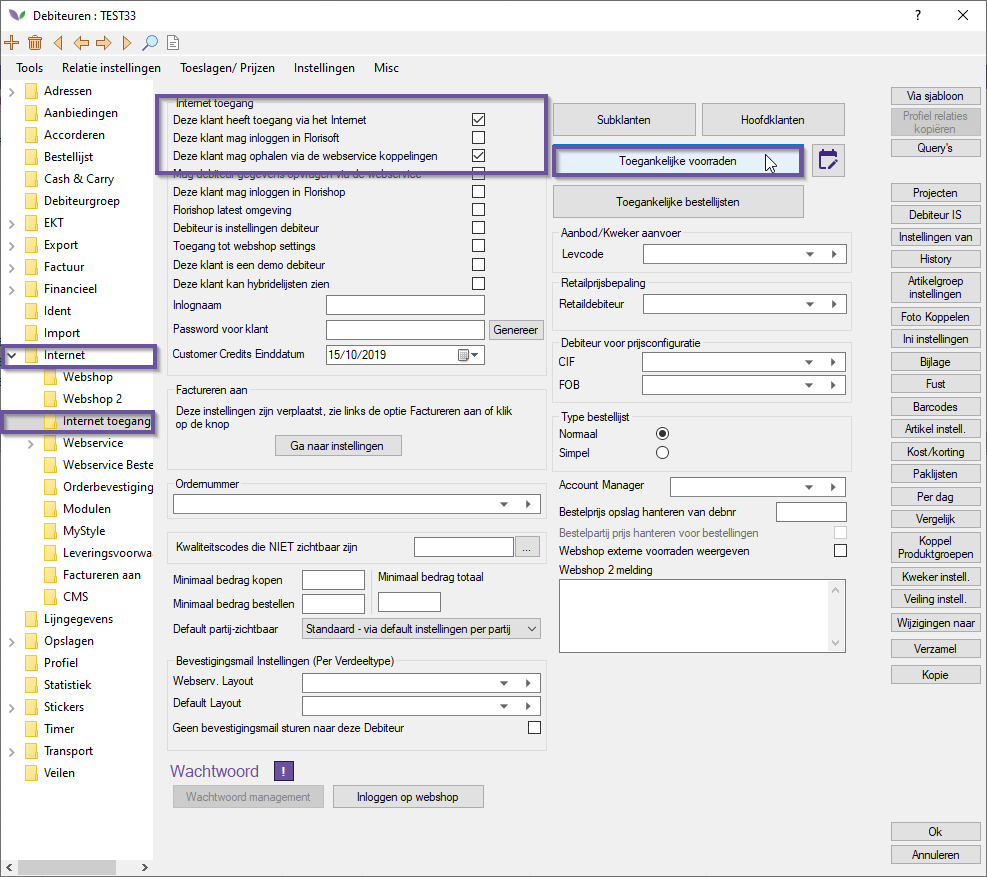 Debiteuren : TEST33
?
Tools Relatie instellingen Toeslagen/ Prijzen Instellingen Misc
Adressen
Aanbiedingen
Accorderen
Bestellijst
Cash & Carry
Debiteurgroep
EKT
Export
Factuur
Financieel
Ident
Import
Internet
Webshop
Webshop 2
Internet toegang
Webservice
Webservice Beste
Orderbevestiging
Modulen
MyStyle
Leveringsvoorwa
Factureren aan
CMS
Lijngegevens
Opslagen
Profiel
Statistiek
Stickers
Timer
Transport
Veilen
Internet toegang
Deze klant heeft toegang via het Internet
Deze klant mag inloggen in Florisoft
Deze klant mag ophalen via de webservice koppelingen
Mag debiteur gegevens opvragen via de webservice
Deze klant mag inloggen in Florishop
Florishop latest omgeving
Debiteur is instellingen debiteur
Toegang tot webshop settings
Deze klant is een demo debiteur
Deze klant kan hybridelijsten zien
Inlognaam
Password voor klant Genereer
Customer Credits Einddatum 15/10/2019
Factureren aan
Deze instellingen zijn verplaatst, zie links de optie Factureren aan of klik
op de knop
Ga naar instellingen
Ordernummer
Kwaliteitscodes die NIET zichtbaar zijn ...
Minimaal bedrag kopen Minimaal bedrag totaal
Minimaal bedrag bestellen
Default partij-zichtbaar Standaard - via default instellingen per partij
Bevestigingsmail Instellingen (Per Verdeeltype)
Webserv. Layout
Default Layout
Geen bevestigingsmail sturen naar deze Debiteur
Wachtwoord !
Wachtwoord management Inloggen op webshop
Subklanten Hoofdklanten
Toegankelijke voorraden
Toegankelijke bestellijsten
Aanbod/Kweker aanvoer
Levcode
Retailprijsbepaling
Retaildebiteur
Debiteur voor prijsconfiguratie
CIF
FOB
Type bestellijst
Normaal
Simpel
Account Manager
Bestelprijs opslag hanteren van debnr
Bestelpartij prijs hanteren voor bestellingen
Webshop externe voorraden weergeven
Webshop 2 melding
Via sjabloon
Profiel relaties
kopiëren
Query's
Projecten
Debiteur IS
Instellingen van
History
Artikelgroep
instellingen
Foto Koppelen
Ini instellingen
Bijlage
Fust
Barcodes
Artikel instell.
Kost/korting
Paklijsten
Per dag
Vergelijk
Koppel
Produktgroepen
Kweker instell.
Veiling instell.
Wijzigingen naar
Verzamel
Kopie
Ok
Annuleren